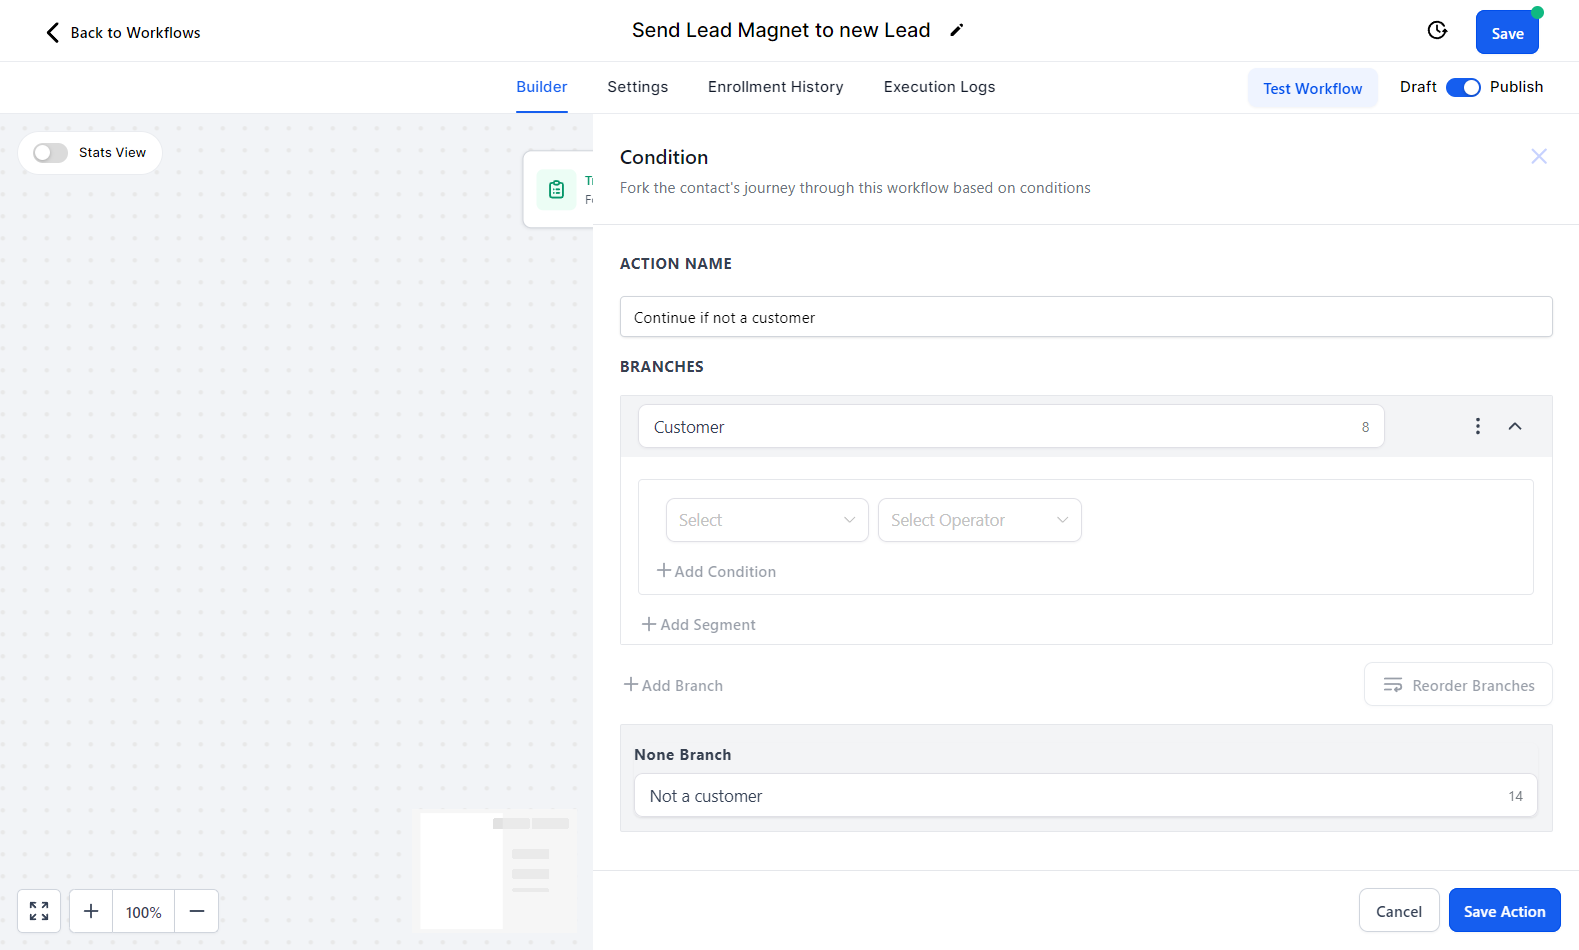 Back to Workflows
Send Lead Magnet to new Lead
Save
Builder
Settings
Enrollment History
Execution Logs
Test Workflow
Draft
Publish
Stats View
Condition
Fork the contact's journey through this workflow based on conditions
ACTION NAME
Continue if not a customer
BRANCHES
Customer
8
Select
Select Operator
Add Condition
Add Segment
Add Branch
Reorder Branches
None Branch
Not a customer
14
100%
Cancel
Save Action